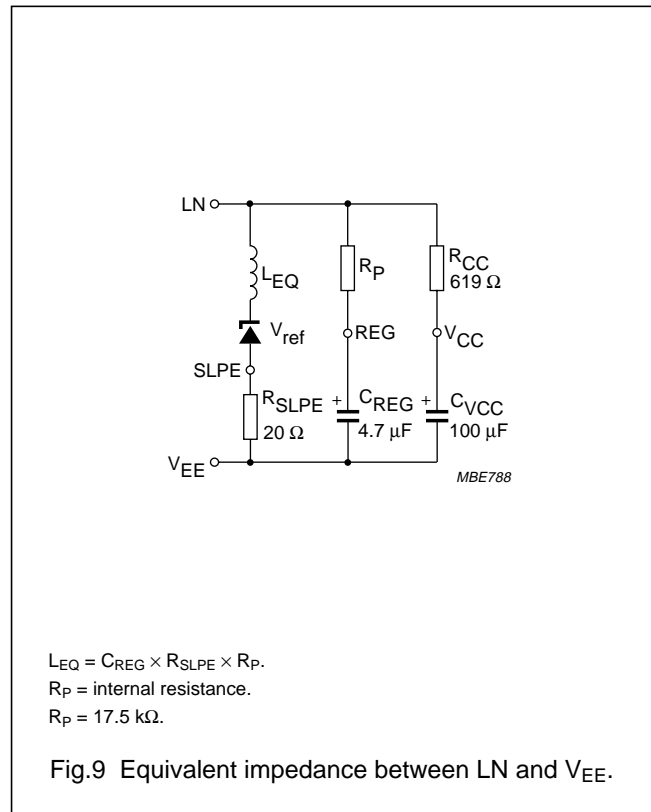 LN
L_EQ
V_ref
SLPE
R_SLPE
20 Ω
V_EE
R_P
REG
C_REG
+
4.7 µF
R_CC
619 Ω
V_CC
C_VCC
+
100 µF
MBE788
L_EQ = C_REG × R_SLPE × R_P.
R_P = internal resistance.
R_P = 17.5 kΩ.
Fig.9 Equivalent impedance between LN and V_EE.